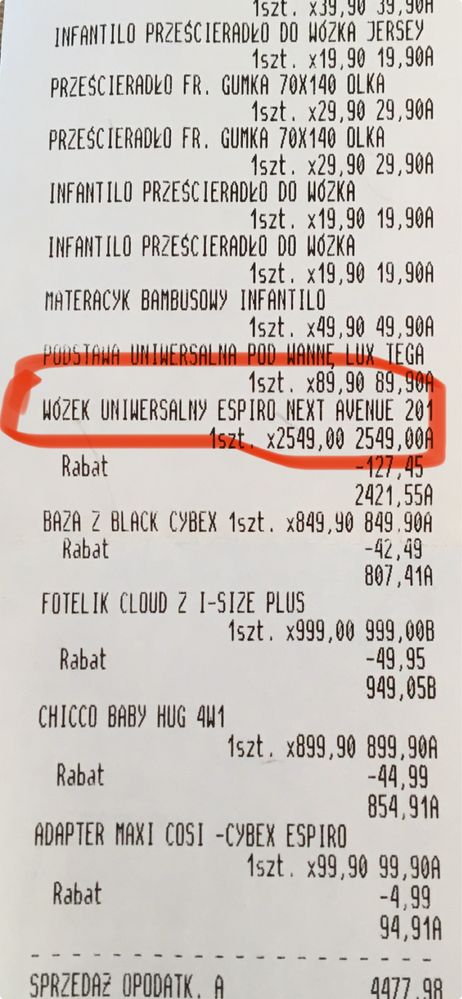 1szt. x39,90 39,90A
INFANTILO PRZEŚCIERADŁO DO WÓZKA JERSEY
1szt. x19,90 19,90A
PRZEŚCIERADŁO FR. GUMKA 70X140 OLKA
1szt. x29,90 29,90A
PRZEŚCIERADŁO FR. GUMKA 70X140 OLKA
1szt. x29,90 29,90A
INFANTILO PRZEŚCIERADŁO DO WÓZKA
1szt. x19,90 19,90A
INFANTILO PRZEŚCIERADŁO DO WÓZKA
1szt. x19,90 19,90A
MATERACYK BAMBUSOWY INFANTILO
1szt. x49,90 49,90A
PODSTAWA UNIWERSALNA POD WANNĘ LUX TEGA
1szt. x89,90 89,90A
WÓZEK UNIWERSALNY ESPIRO NEXT AVENUE 201
1szt. x2549,00 2549,00A
Rabat -127,45
2421,55A
BAZA Z BLACK CYBEX 1szt. x849,90 849.90A
Rabat -42,49
807,41A
FOTELIK CLOUD Z I-SIZE PLUS
1szt. x999,00 999,00B
Rabat -49,95
949,05B
CHICCO BABY HUG 4W1
1szt. x899,90 899,90A
Rabat -44,99
854,91A
ADAPTER MAXI COSI -CYBEX ESPIRO
1szt. x99,90 99,90A
Rabat -4,99
94,91A
SPRZEDAŻ OPODATK. A 4477,98